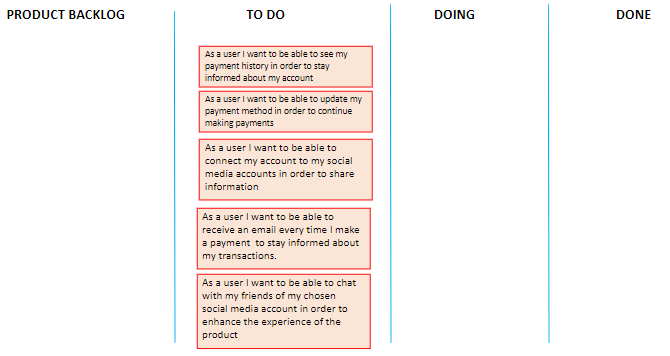 PRODUCT BACKLOG
TO DO
DOING
DONE
As a user I want to be able to see my
payment history in order to stay
informed about my account
As a user I want to be able to update my
payment method in order to continue
making payments
As a user I want to be able to
connect my account to my social
media accounts in order to share
information
As a user I want to be able to
receive an email every time I make
a payment to stay informed about
my transactions.
As a user I want to be able to chat
with my friends of my chosen
social media account in order to
enhance the experience of the
product